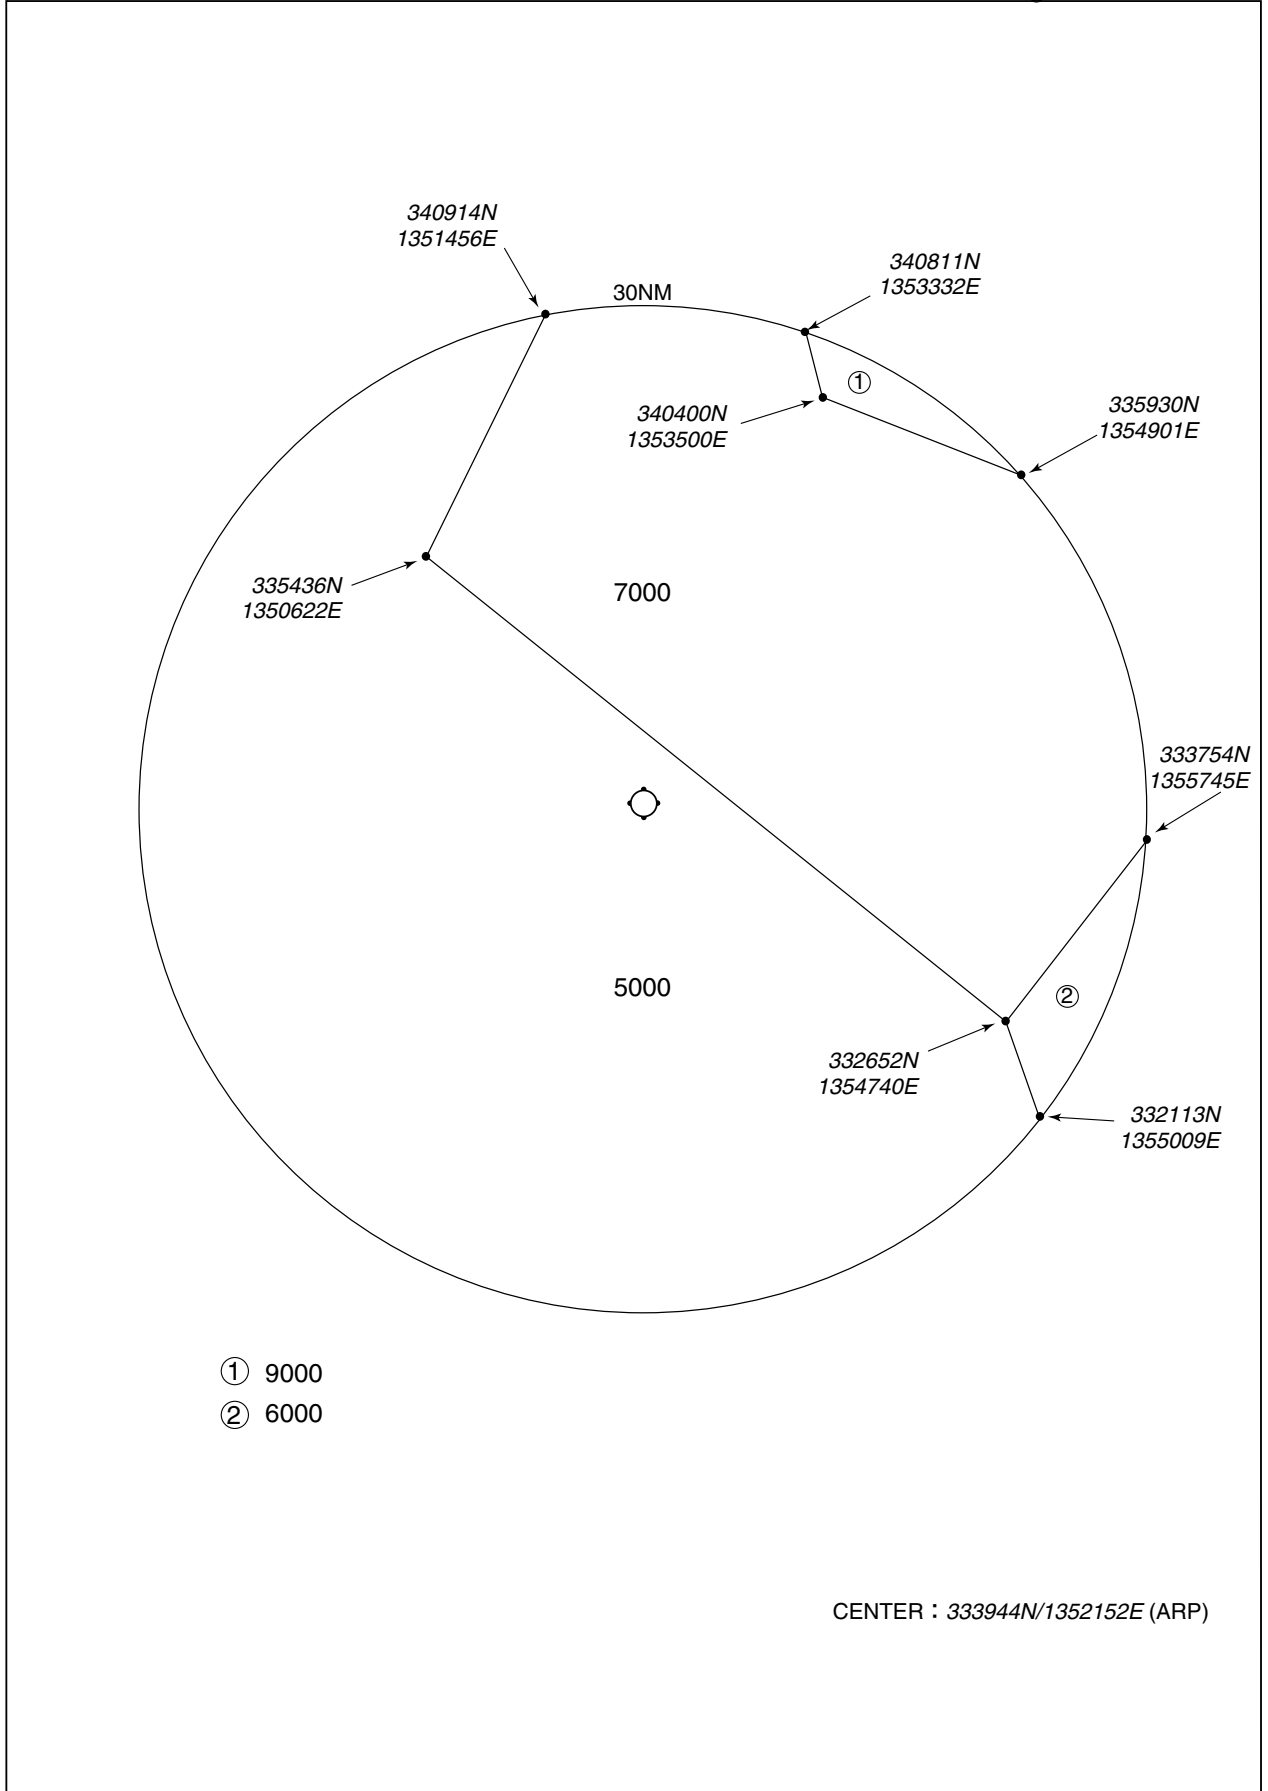 340914N
1351456E
340811N
1353332E
30NM
①
340400N
1353500E
335930N
1354901E
335436N
1350622E
7000
333754N
1355745E
5000
②
332652N
1354740E
332113N
1355009E
① 9000
② 6000
CENTER：333944N/1352152E (ARP)